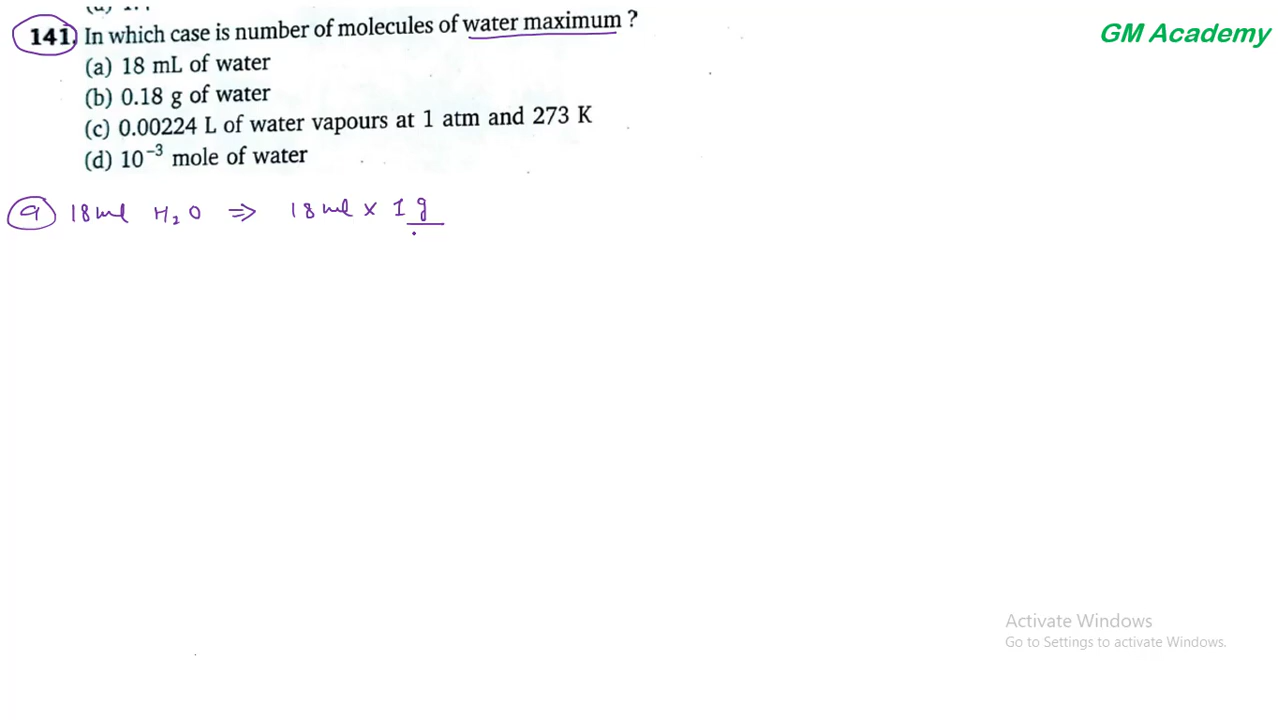 GM Academy
141. In which case is number of molecules of water maximum ?
(a) 18 mL of water
(b) 0.18 g of water
(c) 0.00224 L of water vapours at 1 atm and 273 K
(d) 10⁻³ mole of water
a 18 ml H₂O ⇒ 18 ml × 1 g
Activate Windows
Go to Settings to activate Windows.